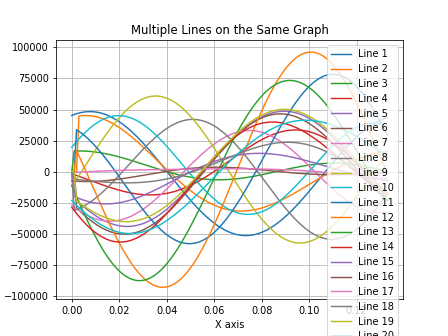 Multiple Lines on the Same Graph
100000
75000
50000
25000
0
−25000
−50000
−75000
−100000
0.00
0.02
0.04
0.06
0.08
0.10
X axis
Line 1
Line 2
Line 3
Line 4
Line 5
Line 6
Line 7
Line 8
Line 9
Line 10
Line 11
Line 12
Line 13
Line 14
Line 15
Line 16
Line 17
Line 18
Line 19
Line 20